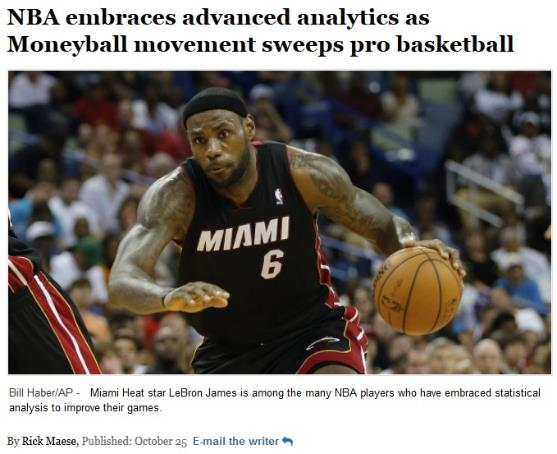 NBA embraces advanced analytics as
Moneyball movement sweeps pro basketball
MIAMI
6
Bill Haber/AP - Miami Heat star LeBron James is among the many NBA players who have embraced statistical
analysis to improve their games.
By Rick Maese, Published: October 25 E-mail the writer